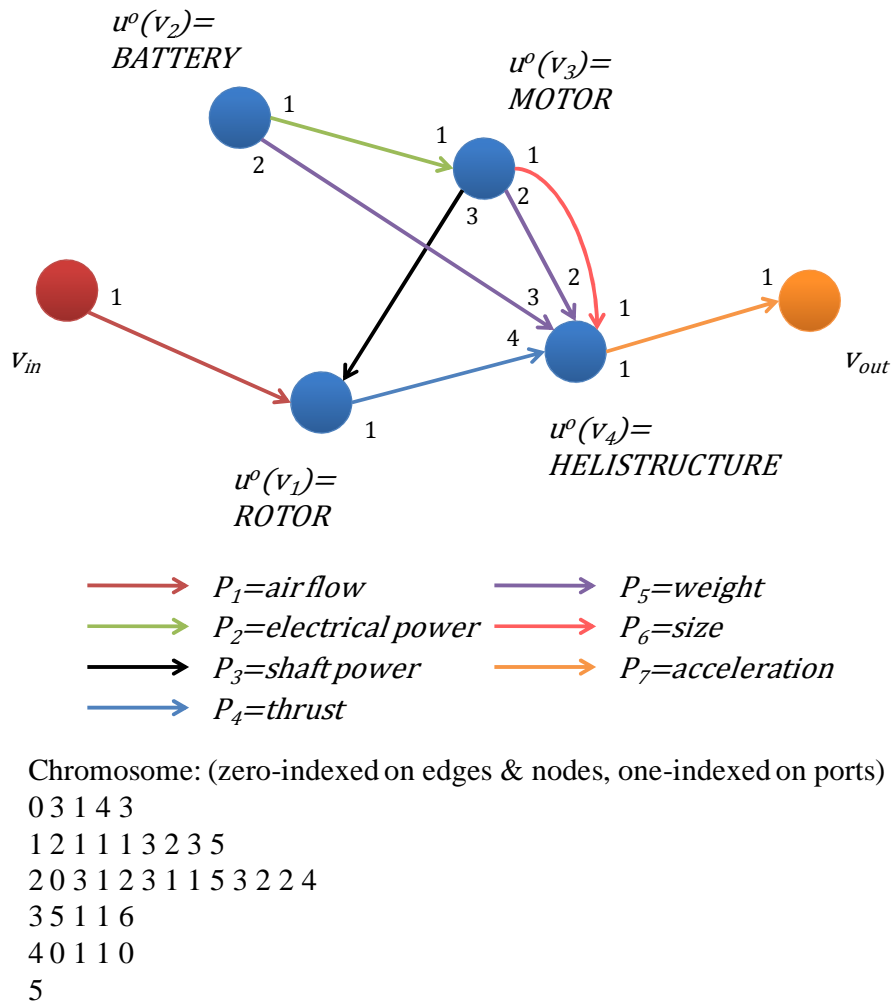 u°(v₂)=
BATTERY
u°(v₃)=
MOTOR
1
1
1
2
2
3
1
3
2
1
1
4
v_in
1
1
v_out
u°(v₄)=
HELISTRUCTURE
u°(v₁)=
ROTOR
P₁=air flow
P₅=weight
P₂=electrical power
P₆=size
P₃=shaft power
P₇=acceleration
P₄=thrust
Chromosome: (zero-indexed on edges & nodes, one-indexed on ports)
0 3 1 4 3
1 2 1 1 1 3 2 3 5
2 0 3 1 2 3 1 1 5 3 2 2 4
3 5 1 1 6
4 0 1 1 0
5